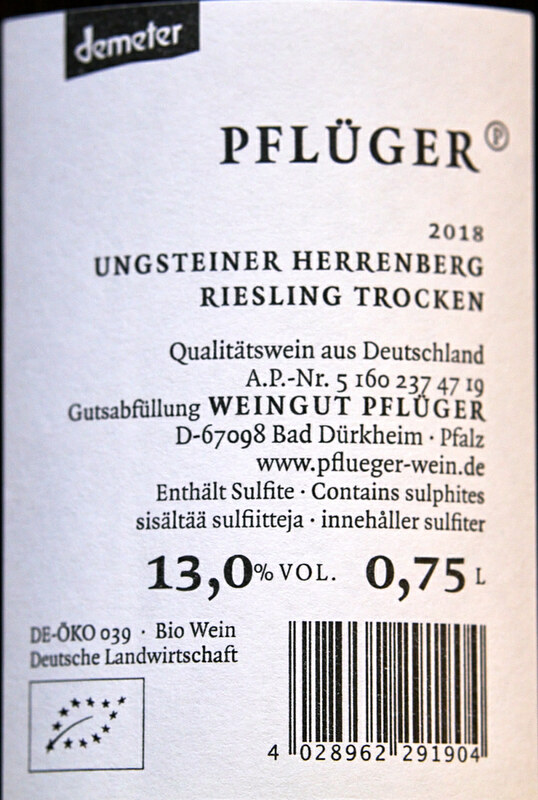 demeter
PFLÜGER ℗
2018
UNGSTEINER HERRENBERG
RIESLING TROCKEN
Qualitätswein aus Deutschland
A.P.-Nr. 5 160 237 47 19
Gutsabfüllung WEINGUT PFLÜGER
D-67098 Bad Dürkheim · Pfalz
www.pflueger-wein.de
Enthält Sulfite · Contains sulphites
sisältää sulfiitteja · innehåller sulfiter
13,0% VOL. 0,75 L
DE-ÖKO 039 · Bio Wein
Deutsche Landwirtschaft
4 028962 291904